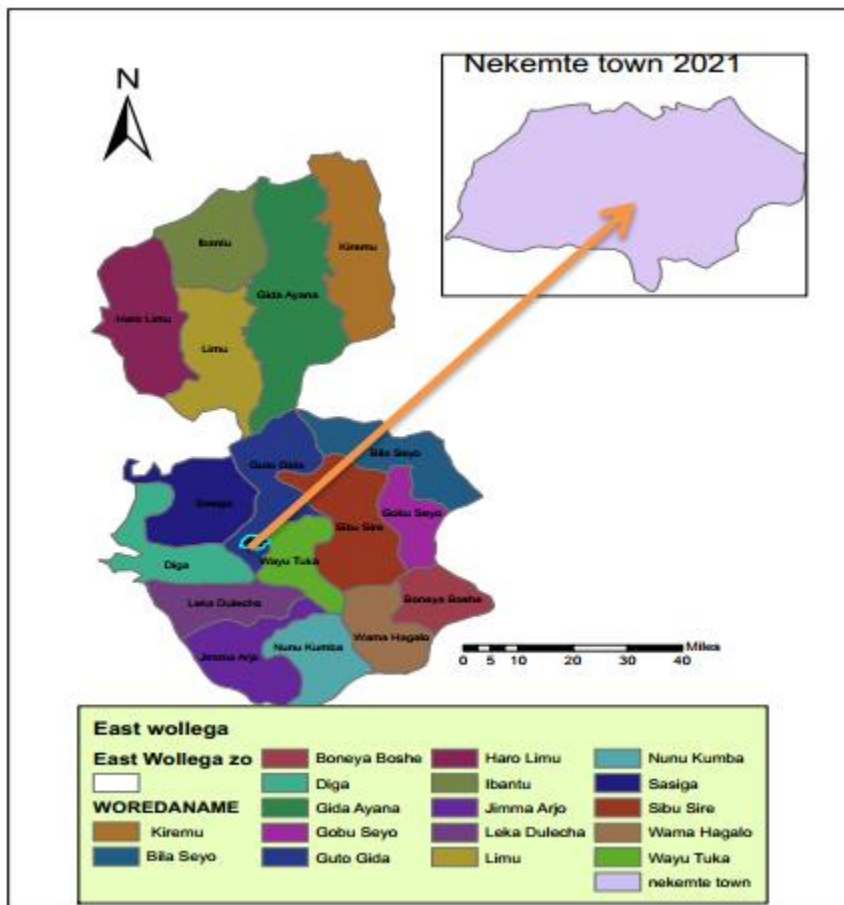 Nekemte town 2021
N
Ibantu
Kiremu
Gida Ayana
Haro Limu
Limu
Bila Seyo
Guto Gida
Sasiga
Gobu Seyo
Sibu Sire
Wayu Tuka
Diga
Boneya Boshe
Leka Dulecha
Nunu Kumba
Wama Hagalo
Jimma Arjo
Miles
0 5 10 20 30 40
East wollega
East Wollega zo
WOREDANAME
Kiremu
Bila Seyo
Boneya Boshe
Diga
Gida Ayana
Gobu Seyo
Guto Gida
Haro Limu
Ibantu
Jimma Arjo
Leka Dulecha
Limu
Nunu Kumba
Sasiga
Sibu Sire
Wama Hagalo
Wayu Tuka
nekemte town